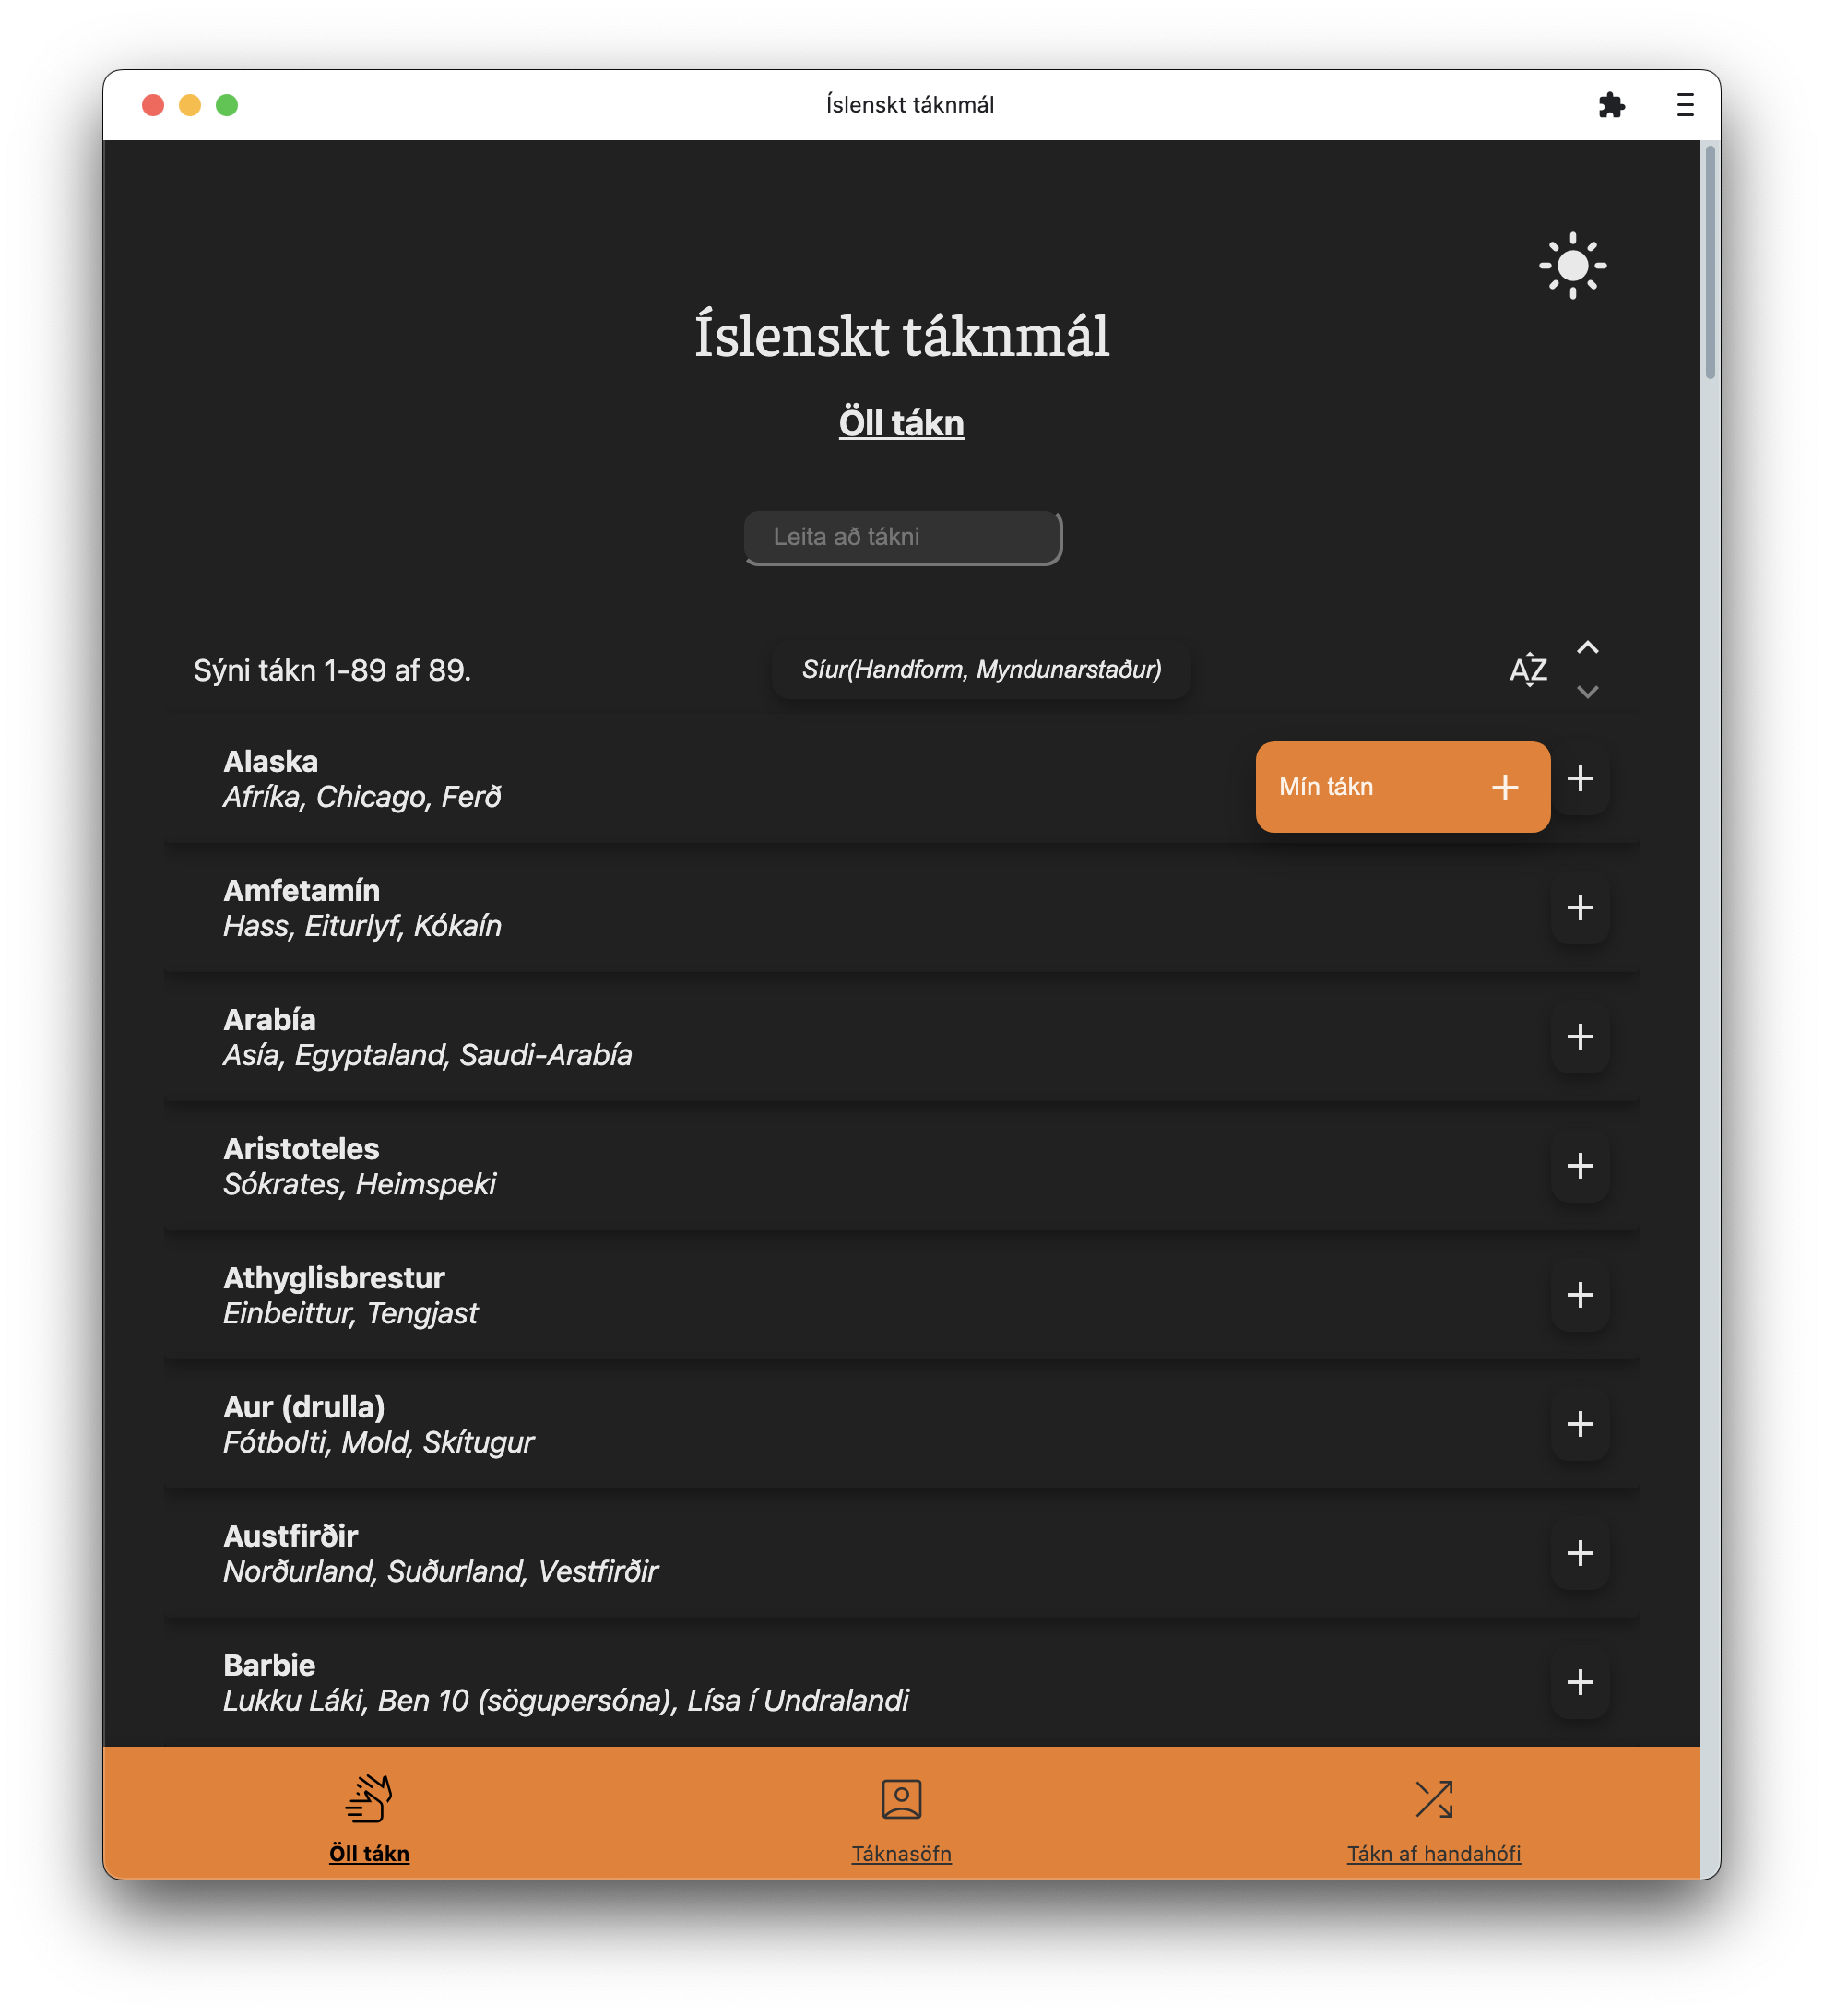 Íslenskt táknmál
Íslenskt táknmál
Öll tákn
Leita að tákni
Sýni tákn 1-89 af 89.
Síur(Handform, Myndunarstaður)
AZ
Alaska
Afríka, Chicago, Ferð
Mín tákn
Amfetamín
Hass, Eiturlyf, Kókaín
Arabía
Asía, Egyptaland, Saudi-Arabía
Aristoteles
Sókrates, Heimspeki
Athyglisbrestur
Einbeittur, Tengjast
Aur (drulla)
Fótbolti, Mold, Skítugur
Austfirðir
Norðurland, Suðurland, Vestfirðir
Barbie
Lukku Láki, Ben 10 (sögupersóna), Lísa í Undralandi
Öll tákn
Táknasöfn
Tákn af handahófi